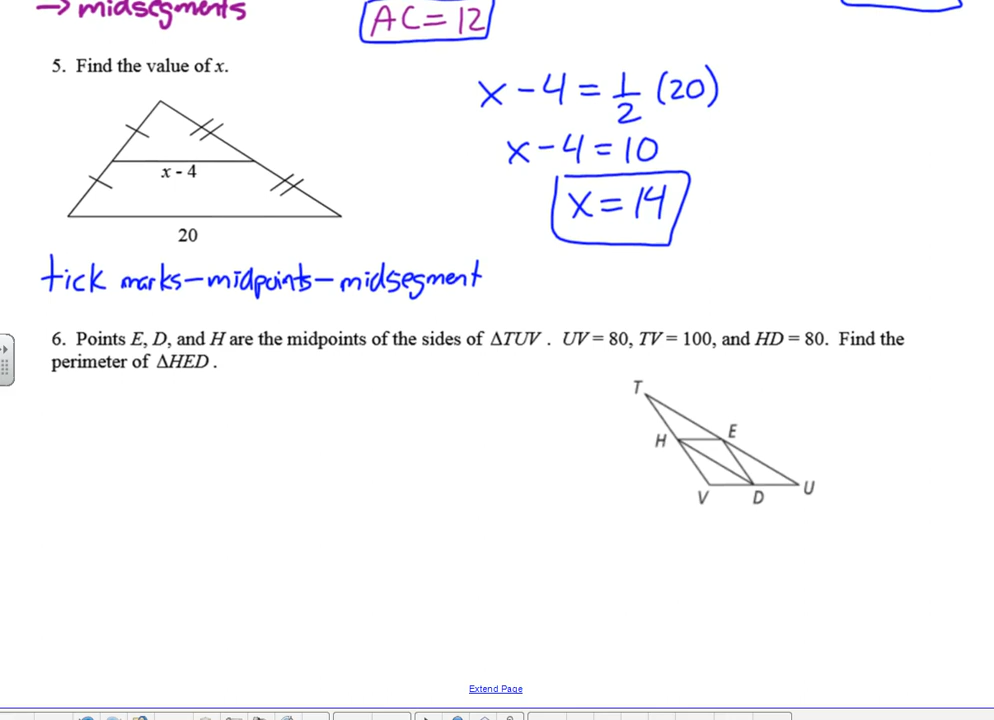 → midsegments
AC = 12
5. Find the value of x.
x - 4
20
x - 4 = 1/2 (20)
x - 4 = 10
x = 14
tick marks - midpoints - midsegment
6. Points E, D, and H are the midpoints of the sides of ΔTUV . UV = 80, TV = 100, and HD = 80. Find the
perimeter of ΔHED .
T
E
H
V
D
U
Extend Page